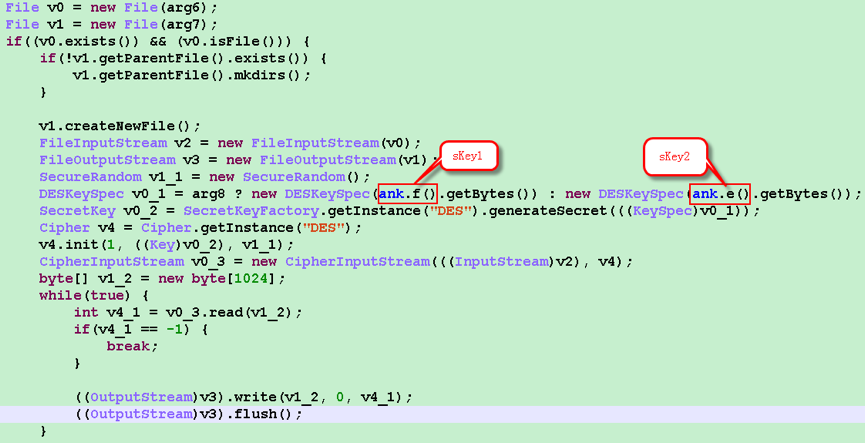 File v0 = new File(arg6);
File v1 = new File(arg7);
if((v0.exists()) && (v0.isFile())) {
    if(!v1.getParentFile().exists()) {
        v1.getParentFile().mkdirs();
    }

    v1.createNewFile();
    FileInputStream v2 = new FileInputStream(v0);
    FileOutputStream v3 = new FileOutputStream(v1);
sKey1
sKey2
    SecureRandom v1_1 = new SecureRandom();
    DESKeySpec v0_1 = arg8 ? new DESKeySpec(ank.f().getBytes()) : new DESKeySpec(ank.e().getBytes());
    SecretKey v0_2 = SecretKeyFactory.getInstance("DES").generateSecret(((KeySpec)v0_1));
    Cipher v4 = Cipher.getInstance("DES");
    v4.init(1, ((Key)v0_2), v1_1);
    CipherInputStream v0_3 = new CipherInputStream(((InputStream)v2), v4);
    byte[] v1_2 = new byte[1024];
    while(true) {
        int v4_1 = v0_3.read(v1_2);
        if(v4_1 == -1) {
            break;
        }

        ((OutputStream)v3).write(v1_2, 0, v4_1);
        ((OutputStream)v3).flush();
    }